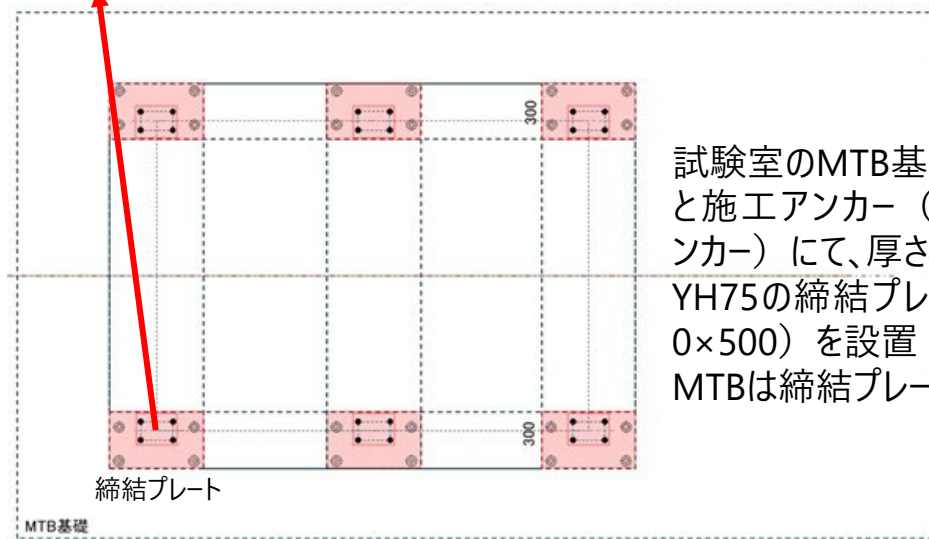 300
試験室のMTB基
と施工アンカー（
ンカー）にて、厚さ
YH75の締結プレ
0×500）を設置
MTBは締結プレー
300
締結プレート
MTB基礎